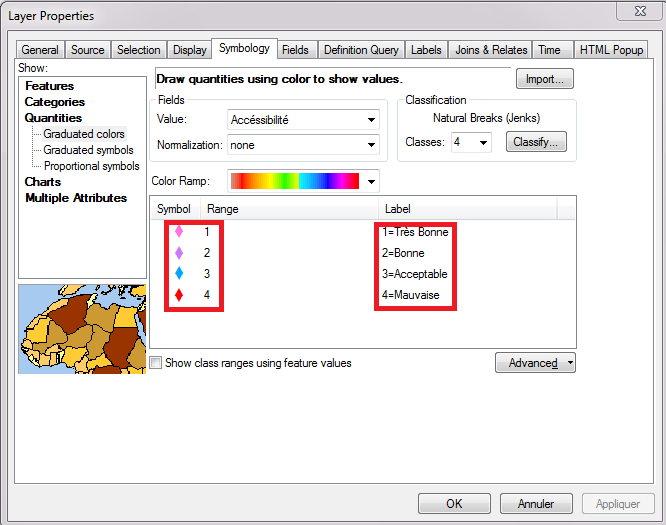 Layer Properties
General Source Selection Display Symbology Fields Definition Query Labels Joins & Relates Time HTML Popup
Show:
Features
Categories
Quantities
Graduated colors
Graduated symbols
Proportional symbols
Charts
Multiple Attributes
Draw quantities using color to show values.
Import...
Fields
Value: Accéssibilité
Nomalization: none
Classification
Natural Breaks (Jenks)
Classes: 4 Classify...
Color Ramp:
Symbol Range Label
1 1=Très Bonne
2 2=Bonne
3 3=Acceptable
4 4=Mauvaise
Show class ranges using feature values
Advanced
OK Annuler Appliquer